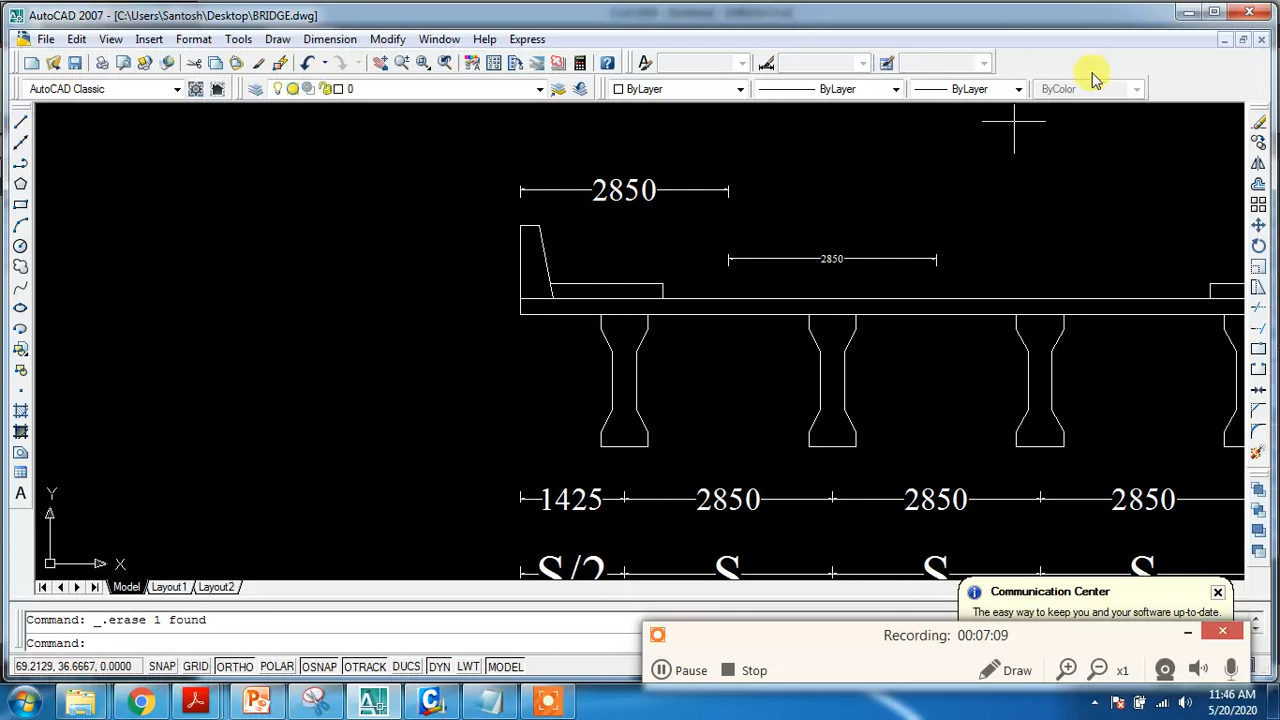 AutoCAD 2007 - [C:\Users\Santosh\Desktop\BRIDGE.dwg]
File Edit View Insert Format Tools Draw Dimension Modify Window Help Express
AutoCAD Classic 0 ByLayer ByLayer ByLayer ByColor
2850
2850
1425 2850 2850 2850
S/2 S S S
Y
X
Model Layout1 Layout2
Communication Center
The easy way to keep you and your software up-to-date.
Command: _.erase 1 found
Command:
Recording: 00:07:09
69.2129, 36.6667, 0.0000 SNAP GRID ORTHO POLAR OSNAP OTRACK DUCS DYN LWT MODEL
Pause Stop Draw x1
11:46 AM
5/20/2020